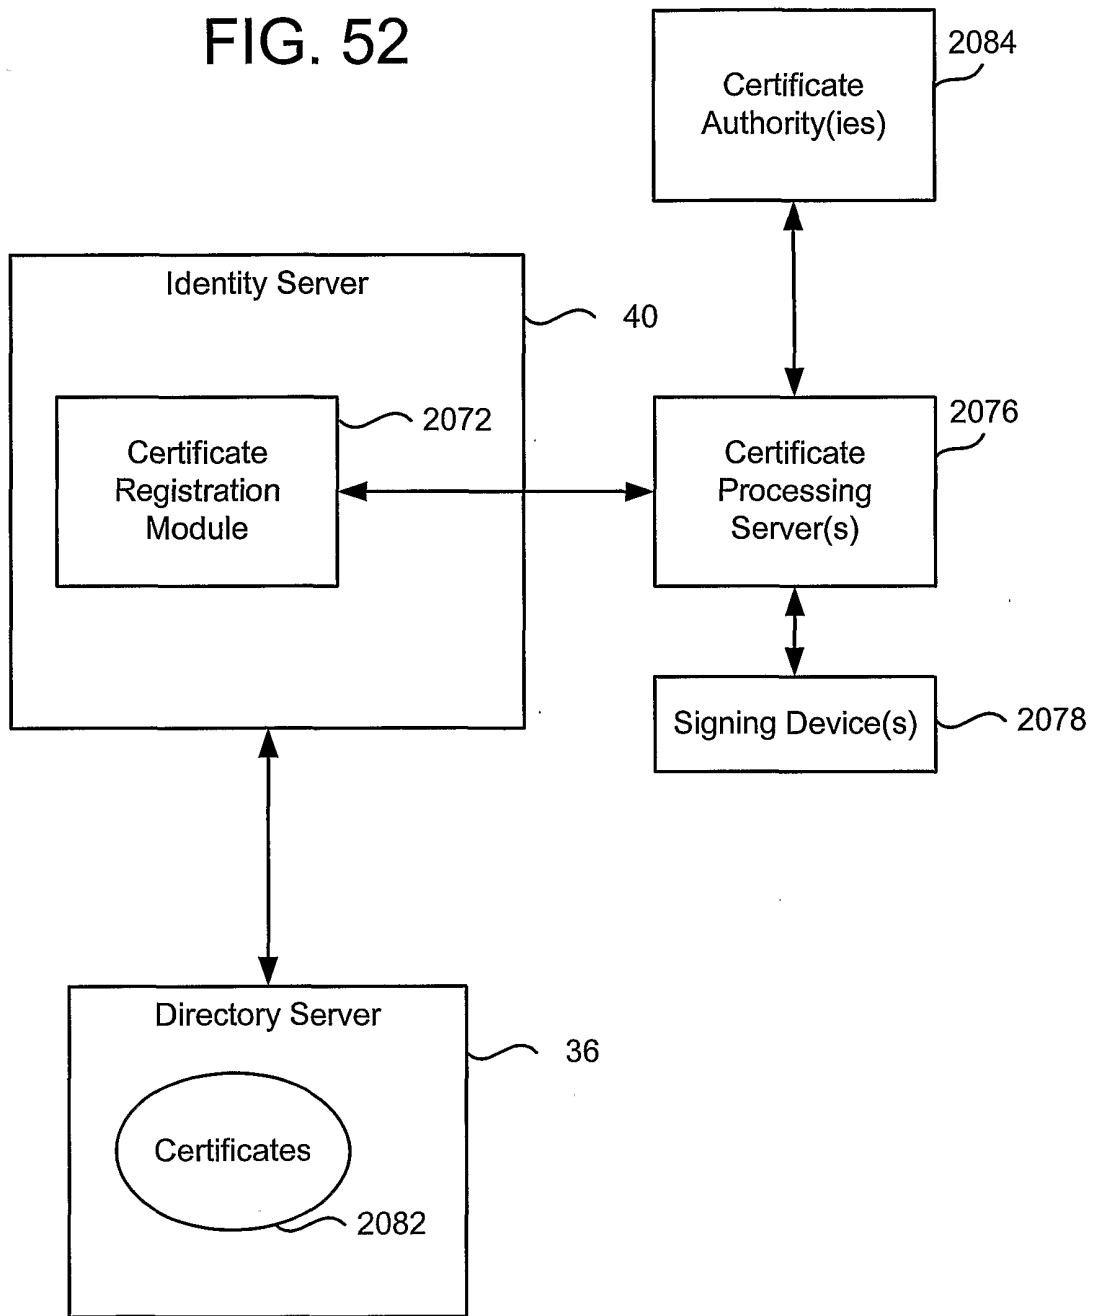 FIG. 52
Certificate
Authority(ies)
2084
Identity Server
40
Certificate
Registration
Module
2072
Certificate
Processing
Server(s)
2076
Signing Device(s)
2078
Directory Server
36
Certificates
2082